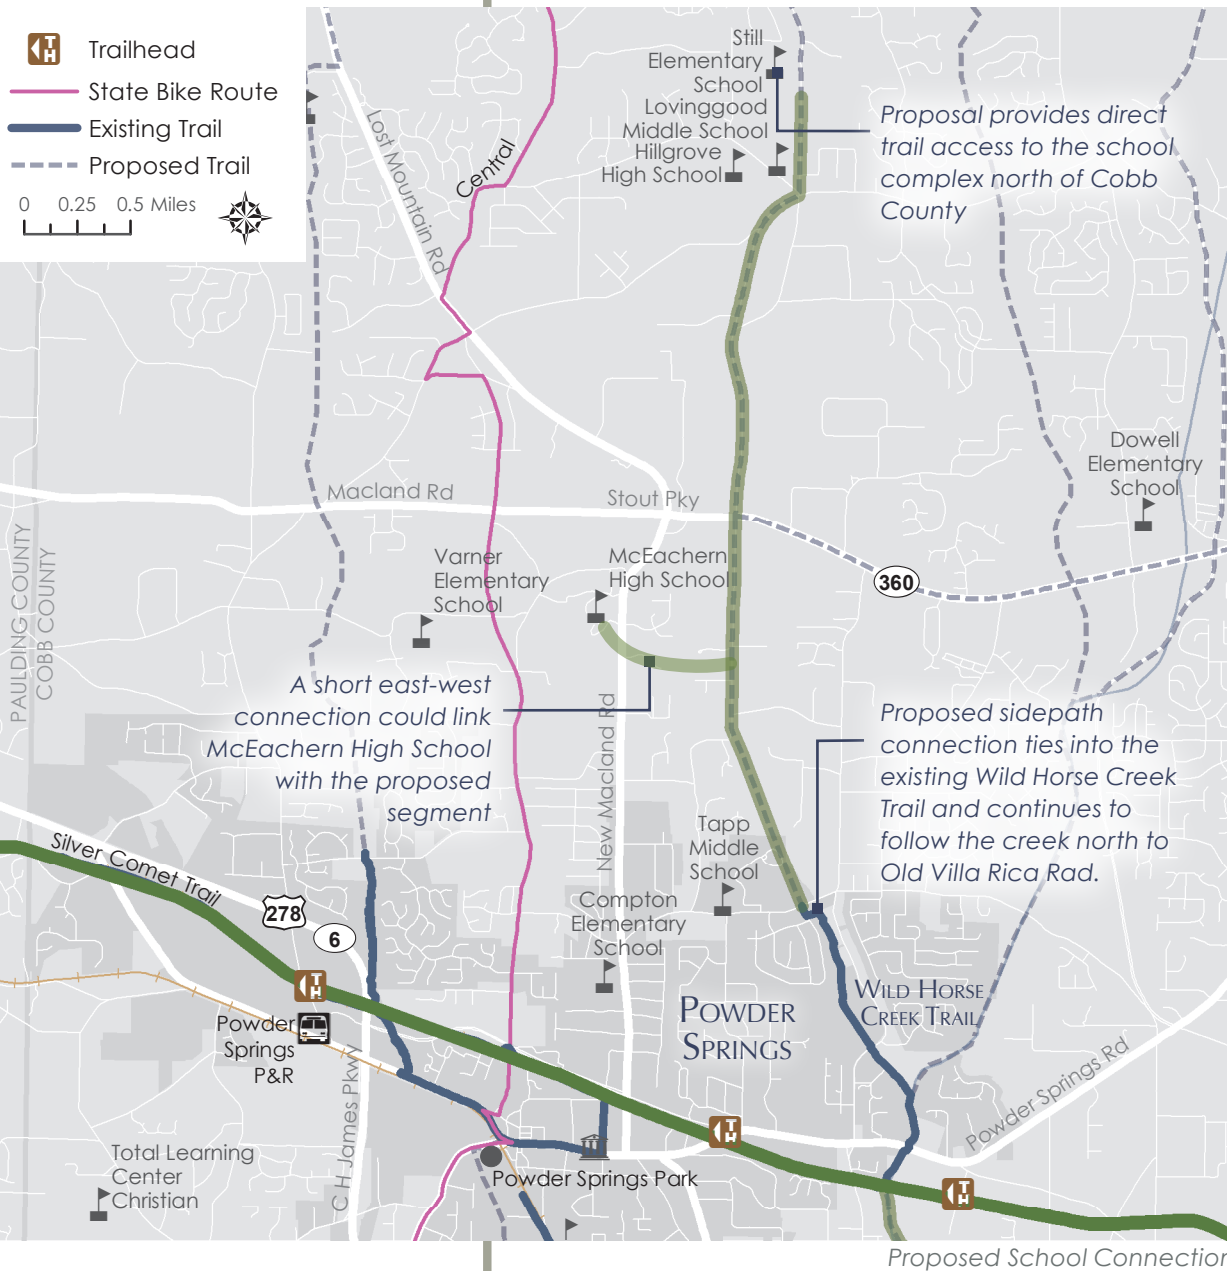 Trailhead
State Bike Route
Existing Trail
Proposed Trail
0 0.25 0.5 Miles
TH
Lost Mountain Rd
Central
Still
Elementary
School
Lovinggood
Middle School
Hillgrove
High School
Proposal provides direct
trail access to the school
complex north of Cobb
County
Dowell
Elementary
School
Macland Rd
Stout Pky
360
PAULDING COUNTY
COBB COUNTY
Varner
Elementary
School
McEachern
High School
A short east-west
connection could link
McEachern High School
with the proposed
segment
New Macland Rd
Proposed sidepath
connection ties into the
existing Wild Horse Creek
Trail and continues to
follow the creek north to
Old Villa Rica Rad.
Tapp
Middle
School
Silver Comet Trail
278
6
Compton
Elementary
School
TH
Powder
Springs
P&R
POWDER
SPRINGS
WILD HORSE
CREEK TRAIL
C H James Pkwy
Powder Springs Rd
TH
Total Learning
Center
Christian
Powder Springs Park
TH
Proposed School Connection